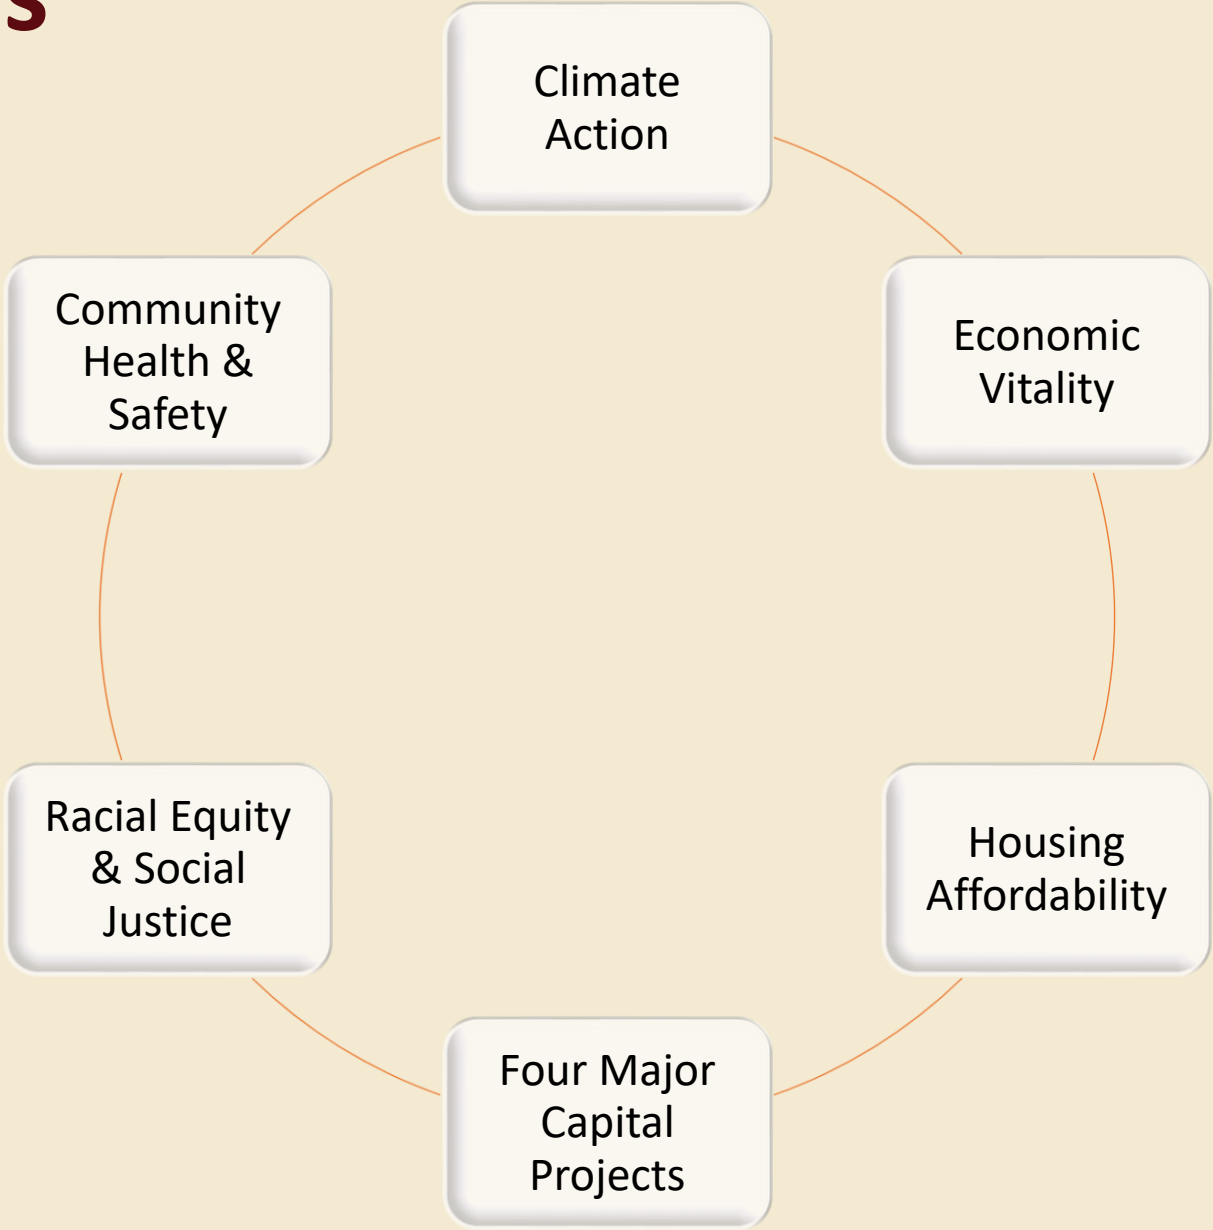 s
Climate
Action
Economic
Vitality
Housing
Affordability
Four Major
Capital
Projects
Racial Equity
& Social
Justice
Community
Health &
Safety